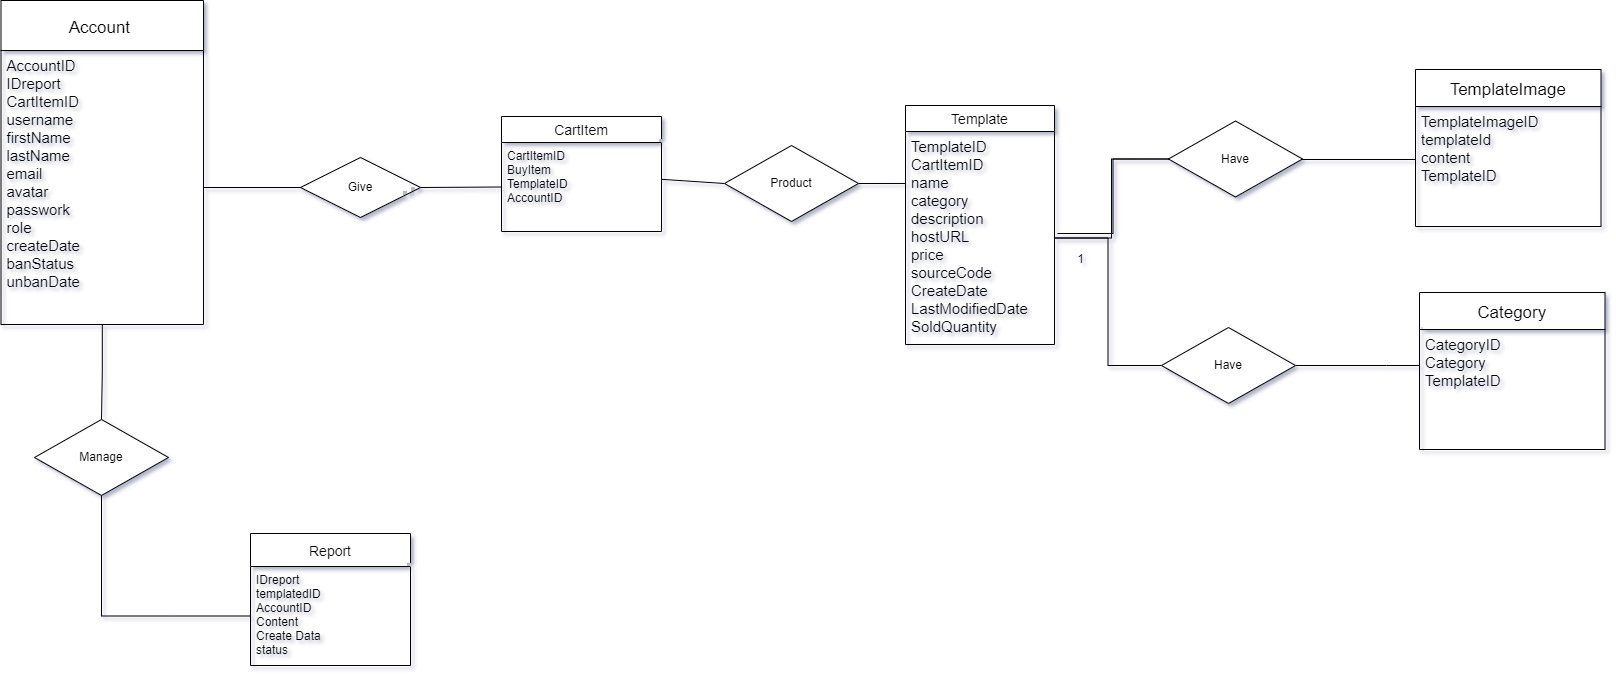 Account
AccountID
IDreport
CartItemID
username
firstName
lastName
email
avatar
passwork
role
createDate
banStatus
unbanDate
Give
CartItem
CartItemID
BuyItem
TemplateID
AccountID
Product
Template
TemplateID
CartItemID
name
category
description
hostURL
price
sourceCode
CreateDate
LastModifiedDate
SoldQuantity
1
Have
TemplateImage
TemplateImageID
templateId
content
TemplateID
Have
Category
CategoryID
Category
TemplateID
Manage
Report
IDreport
templatedID
AccountID
Content
Create Data
status